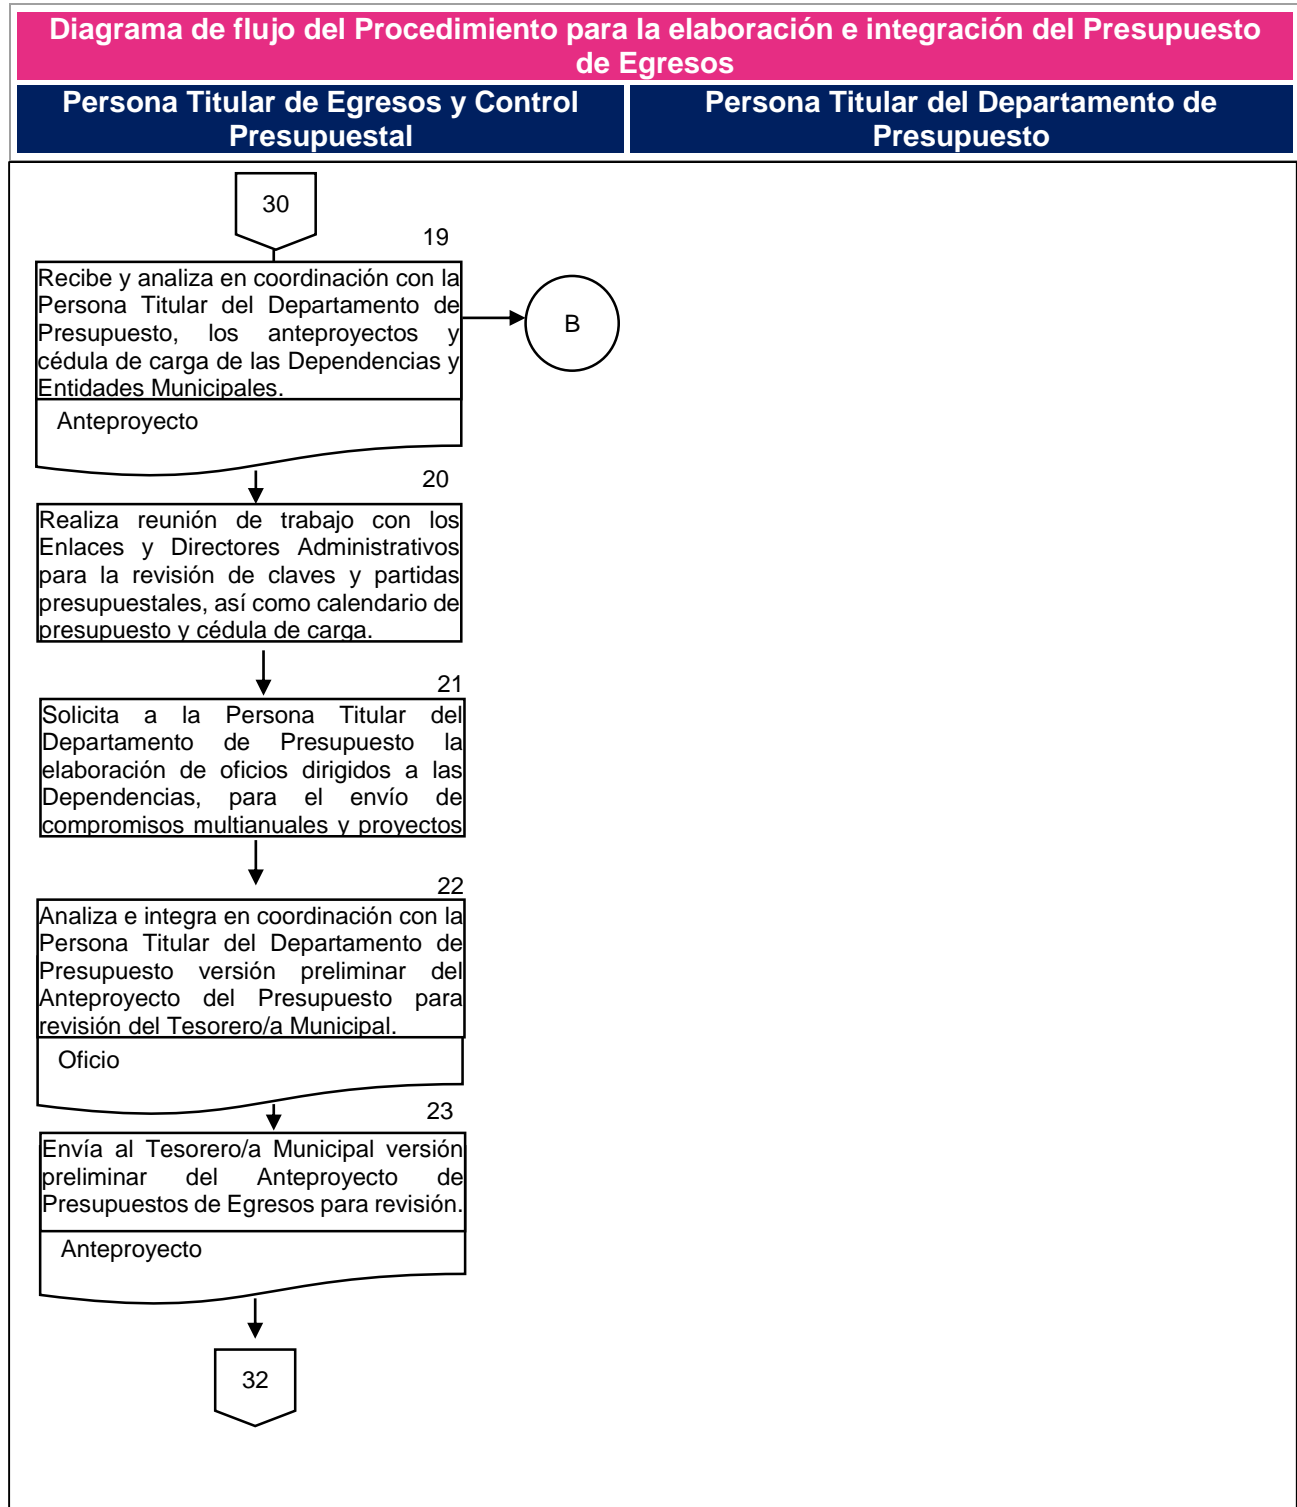 Diagrama de flujo del Procedimiento para la elaboración e integración del Presupuesto
de Egresos
Persona Titular de Egresos y Control
Presupuestal
Persona Titular del Departamento de
Presupuesto
30
19
Recibe y analiza en coordinación con la
Persona Titular del Departamento de
Presupuesto, los anteproyectos y
cédula de carga de las Dependencias y
Entidades Municipales.
B
Anteproyecto
20
Realiza reunión de trabajo con los
Enlaces y Directores Administrativos
para la revisión de claves y partidas
presupuestales, así como calendario de
presupuesto y cédula de carga.
21
Solicita a la Persona Titular del
Departamento de Presupuesto la
elaboración de oficios dirigidos a las
Dependencias, para el envío de
compromisos multianuales y proyectos
22
Analiza e integra en coordinación con la
Persona Titular del Departamento de
Presupuesto versión preliminar del
Anteproyecto del Presupuesto para
revisión del Tesorero/a Municipal.
Oficio
23
Envía al Tesorero/a Municipal versión
preliminar del Anteproyecto de
Presupuestos de Egresos para revisión.
Anteproyecto
32